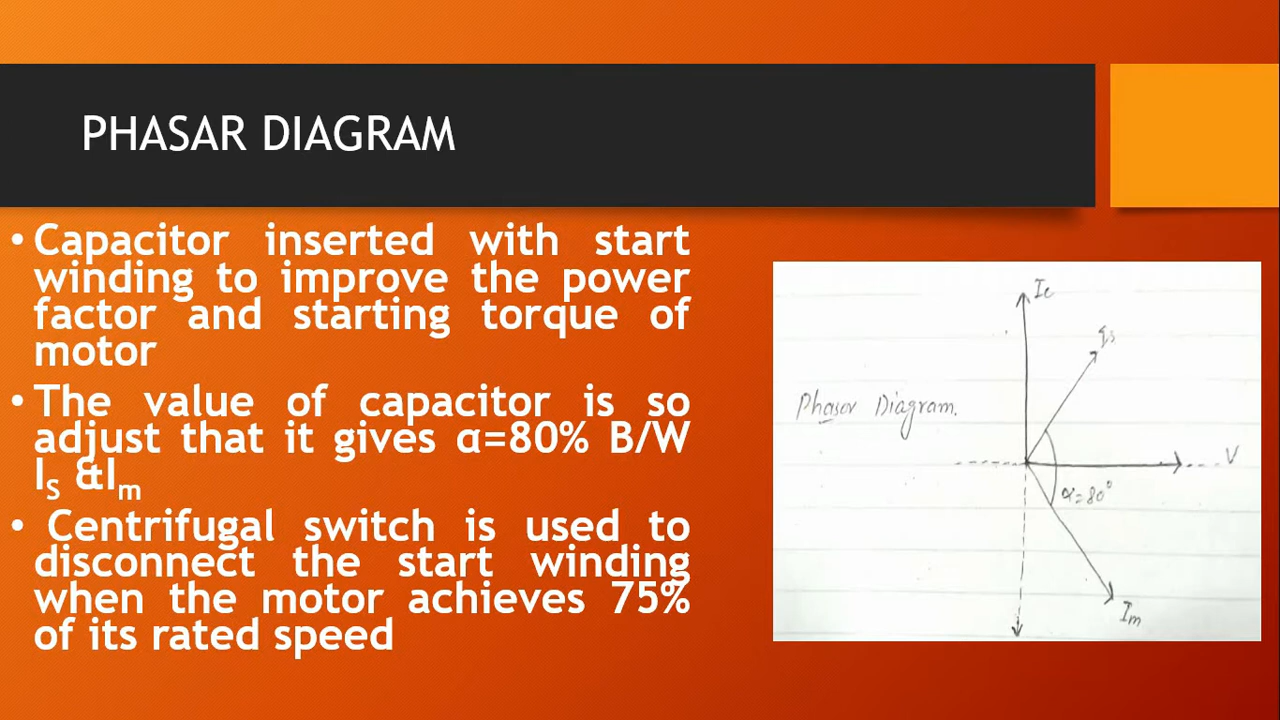 PHASAR DIAGRAM
• Capacitor inserted with start
winding to improve the power
factor and starting torque of
motor
• The value of capacitor is so
adjust that it gives α=80% B/W
Is &Im
• Centrifugal switch is used to
disconnect the start winding
when the motor achieves 75%
of its rated speed
Ic
Is
Phasor Diagram.
V
α=80°
Im